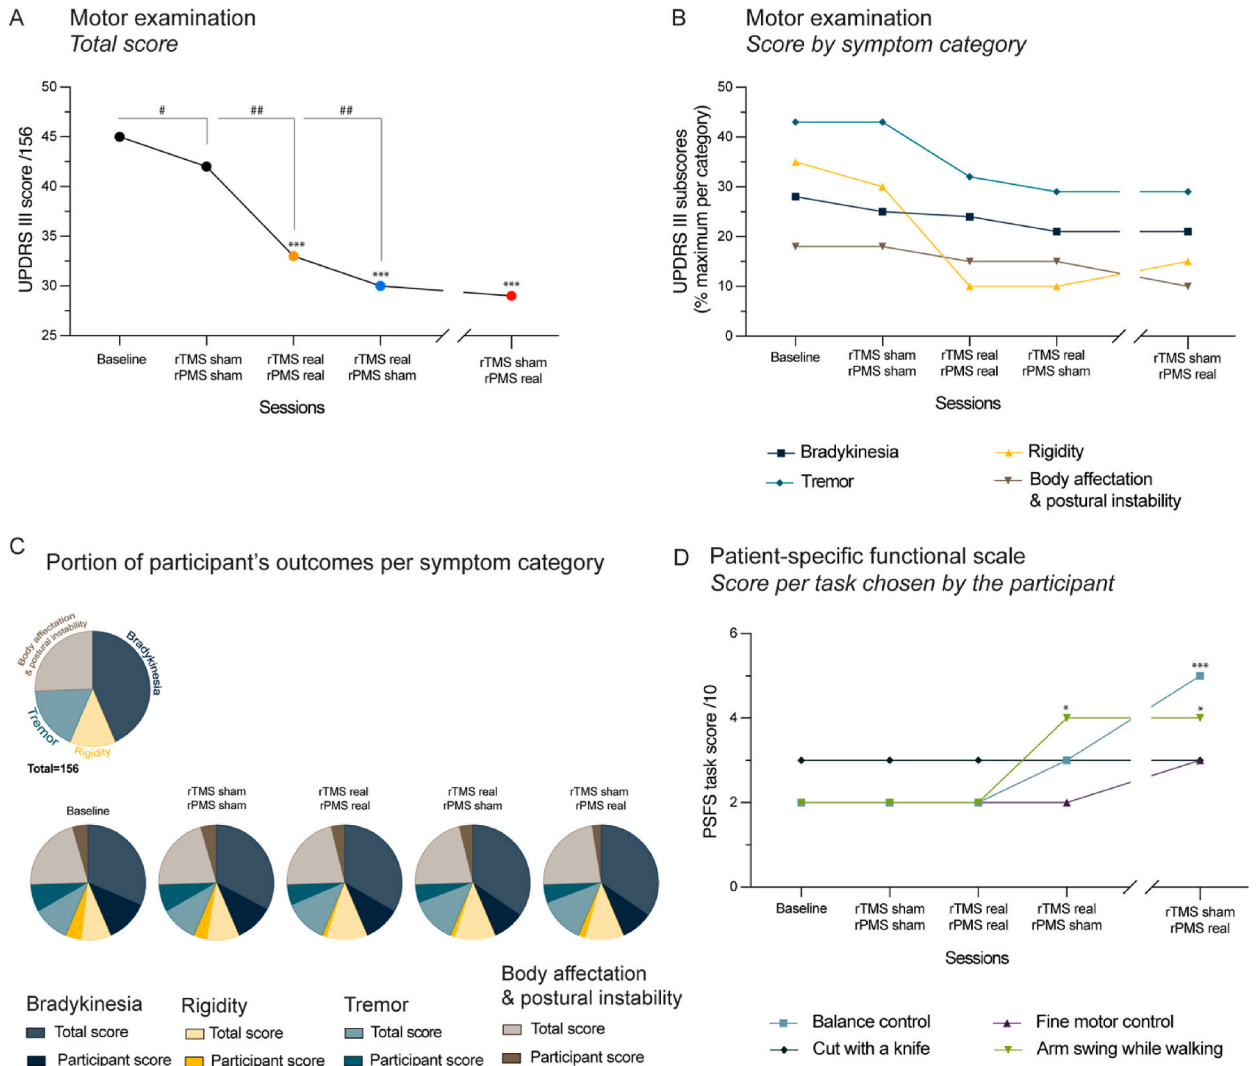 A
Motor examination
Total score
50
45
40
35
30
25
UPDRS III score /156
#
##
##
***
***
***
Baseline
rTMS sham
rPMS sham
rTMS real
rPMS real
rTMS real
rPMS sham
rTMS sham
rPMS real
Sessions
B
Motor examination
Score by symptom category
50
40
30
20
10
0
UPDRS III subscores
(% maximum per category)
Baseline
rTMS sham
rPMS sham
rTMS real
rPMS real
rTMS real
rPMS sham
rTMS sham
rPMS real
Sessions
Bradykinesia
Tremor
Rigidity
Body affectation
& postural instability
C
Portion of participant's outcomes per symptom category
Body affectation
& postural instability
Bradykinesia
Tremor
Rigidity
Total=156
Baseline
rTMS sham
rPMS sham
rTMS real
rPMS real
rTMS real
rPMS sham
rTMS sham
rPMS real
Bradykinesia
Total score
Participant score
Rigidity
Total score
Participant score
Tremor
Total score
Participant score
Body affectation
& postural instability
Total score
Participant score
D
Patient-specific functional scale
Score per task chosen by the participant
6
4
2
0
PSFS task score /10
*
***
*
Baseline
rTMS sham
rPMS sham
rTMS real
rPMS real
rTMS real
rPMS sham
rTMS sham
rPMS real
Sessions
Balance control
Cut with a knife
Fine motor control
Arm swing while walking